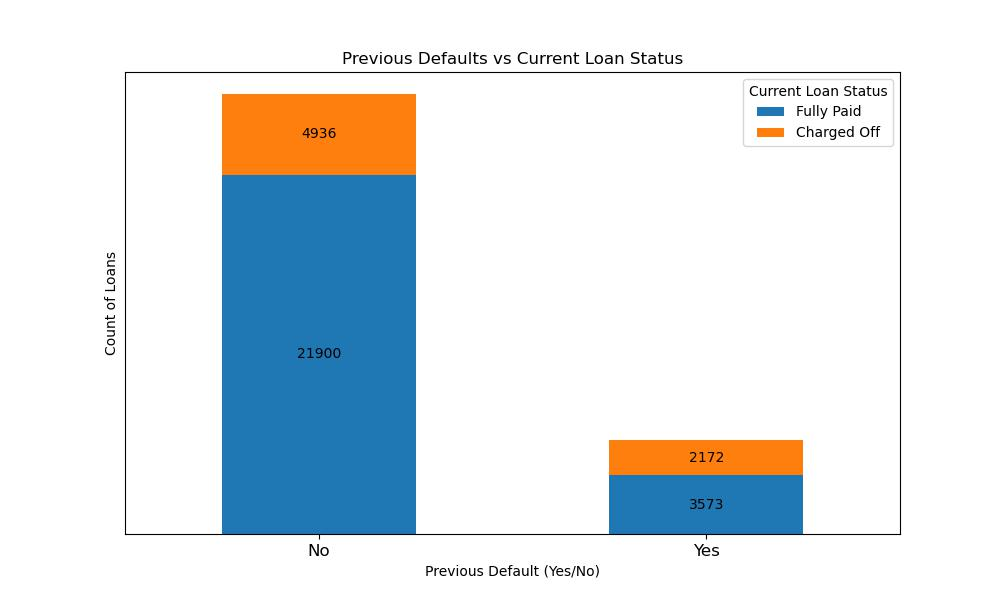 Previous Defaults vs Current Loan Status
Current Loan Status
Fully Paid
Charged Off
4936
21900
2172
3573
Count of Loans
No
Yes
Previous Default (Yes/No)